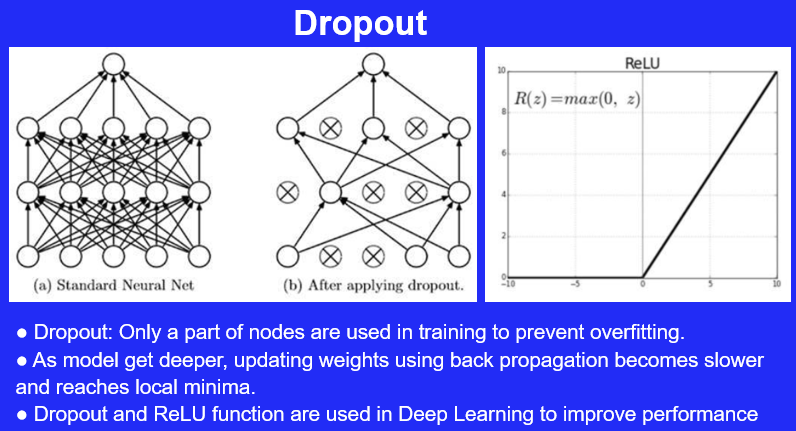 Dropout
(a) Standard Neural Net
(b) After applying dropout.
ReLU
R(z)=max(0, z)
10
8
6
4
2
0
-10
-5
0
5
10
● Dropout: Only a part of nodes are used in training to prevent overfitting.
● As model get deeper, updating weights using back propagation becomes slower
and reaches local minima.
● Dropout and ReLU function are used in Deep Learning to improve performance